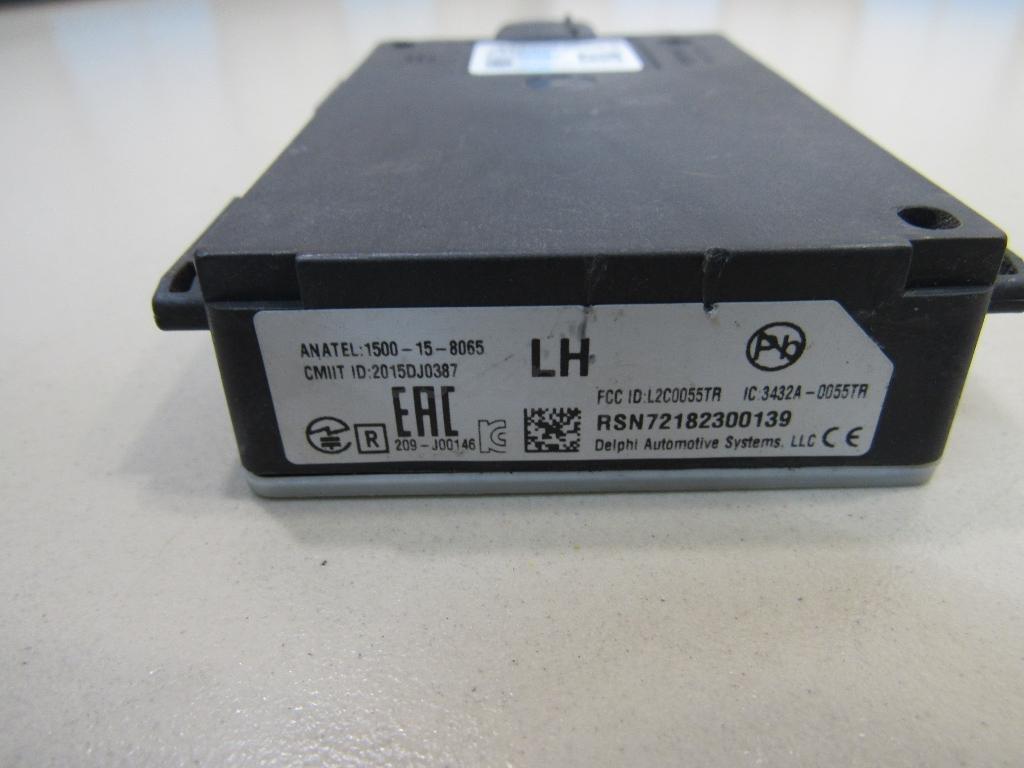 ANATEL:1500-15-8065
CMIIT ID:2015DJ0387
LH
Pb
EAC
FCC ID:L2C0055TR IC:3432A-0055TR
R
209-J00146
RSN72182300139
Delphi Automotive Systems, LLC CE